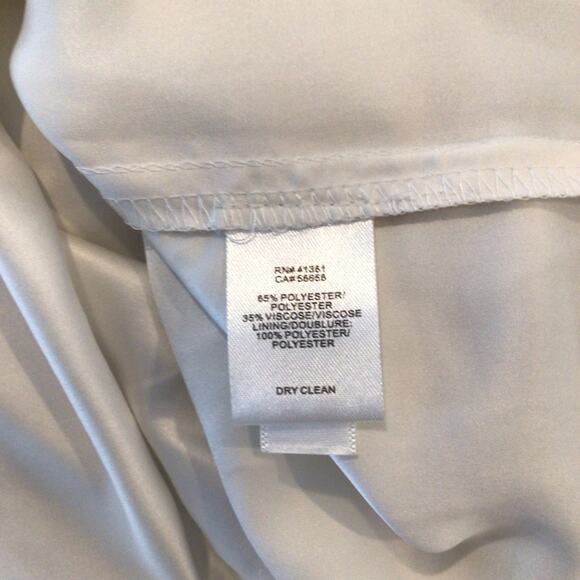 RN# 41381
CA# 56658
65% POLYESTER/
POLYESTER
35% VISCOSE/VISCOSE
LINING/DOUBLURE:
100% POLYESTER/
POLYESTER
DRY CLEAN